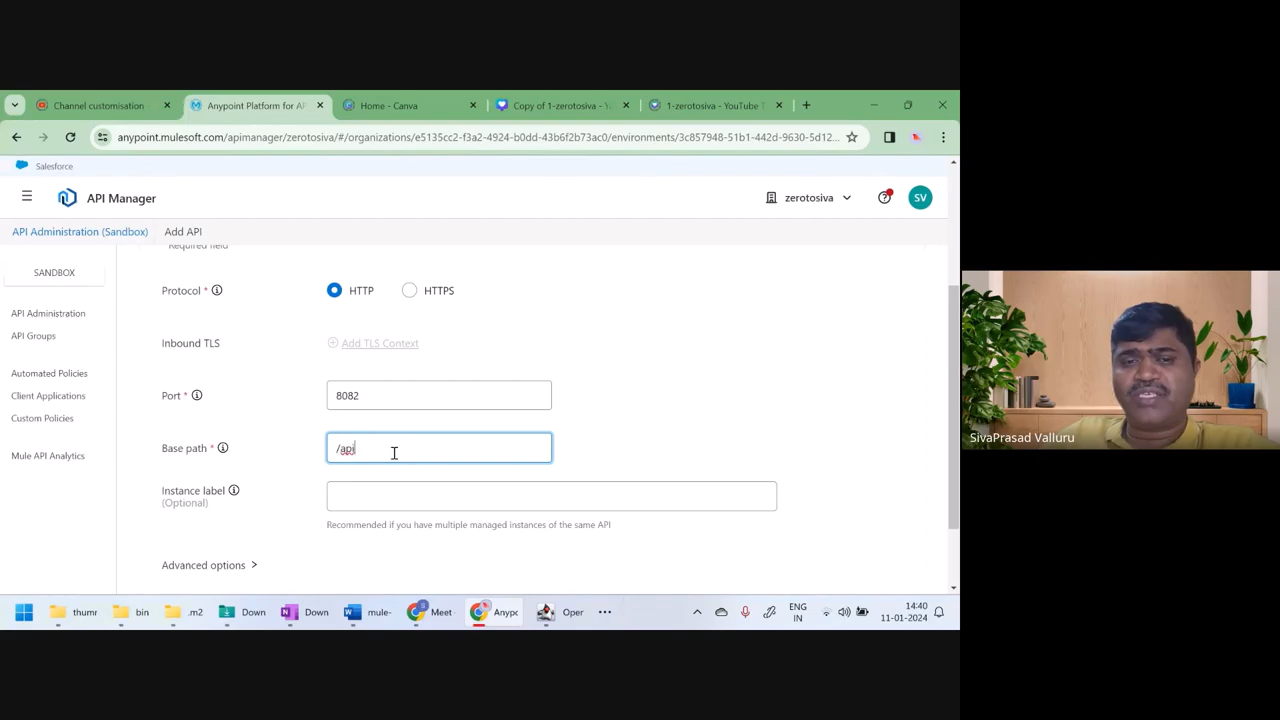 Channel customisation
Anypoint Platform for AP
Home - Canva
Copy of 1-zerotosiva - Yo
1-zerotosiva - YouTube T
anypoint.mulesoft.com/apimanager/zerotosiva/#/organizations/e5135cc2-f3a2-4924-b0dd-43b6f2b73ac0/environments/3c857948-51b1-442d-9630-5d12...
Salesforce
API Manager
zerotosiva
SV
API Administration (Sandbox)
Add API
Required field
SANDBOX
Protocol *
HTTP
HTTPS
API Administration
API Groups
Inbound TLS
Add TLS Context
Automated Policies
Client Applications
Custom Policies
Port *
8082
Base path *
/api
Mule API Analytics
Instance label
(Optional)
Recommended if you have multiple managed instances of the same API
Advanced options
SivaPrasad Valluru
thumr
bin
.m2
Down
Down
mule-
Meet
Anypo
Oper
ENG
IN
14:40
11-01-2024